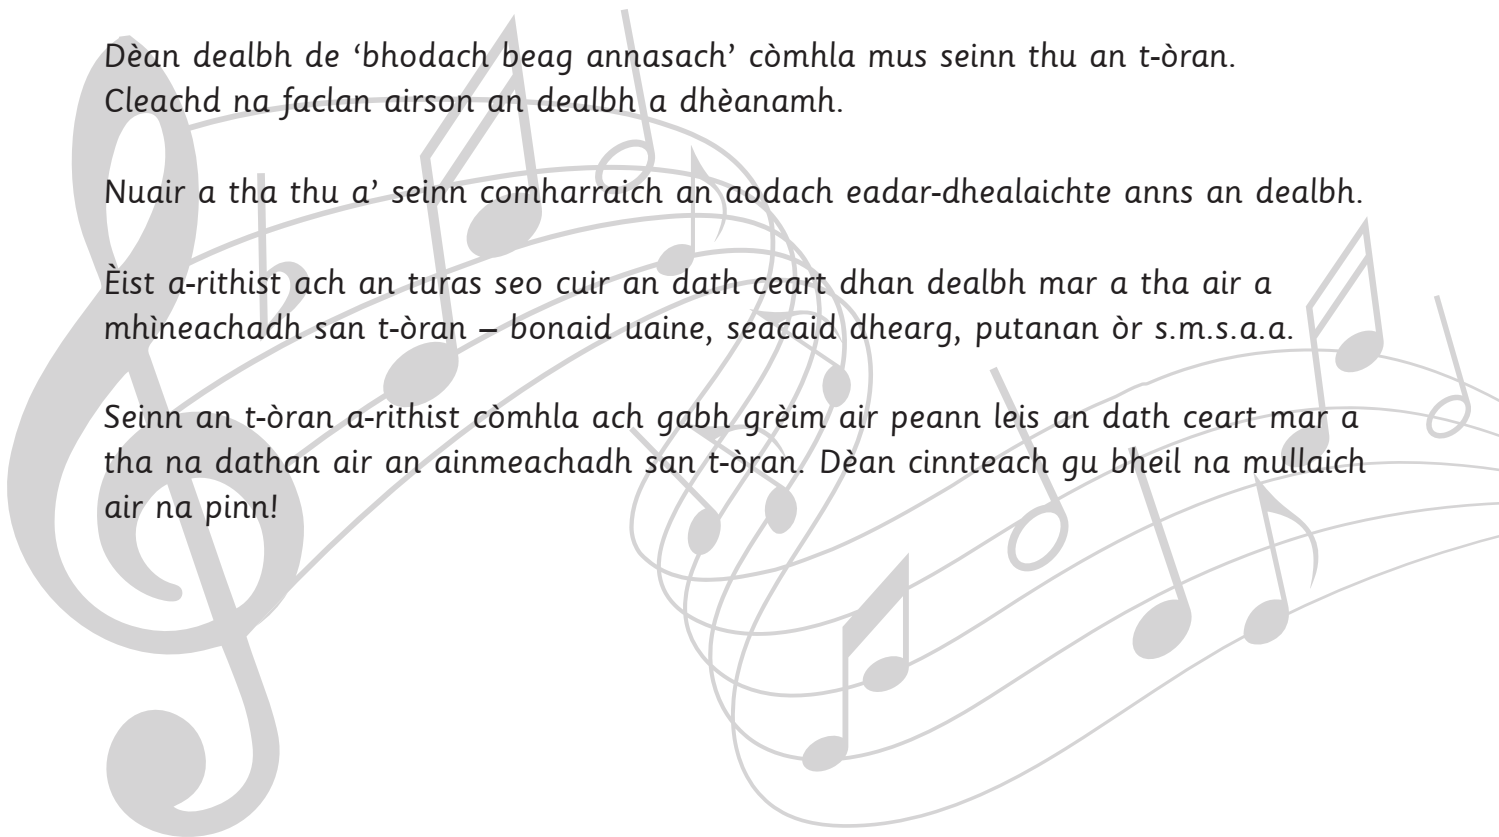 Dèan dealbh de ‘bhodach beag annasach’ còmhla mus seinn thu an t-òran.
Cleachd na faclan airson an dealbh a dhèanamh.
Nuair a tha thu a’ seinn comharraich an aodach eadar-dhealaichte anns an dealbh.
Èist a-rithist ach an turas seo cuir an dath ceart dhan dealbh mar a tha air a
mhìneachadh san t-òran – bonaid uaine, seacaid dhearg, putanan òr s.m.s.a.a.
Seinn an t-òran a-rithist còmhla ach gabh grèim air peann leis an dath ceart mar a
tha na dathan air an ainmeachadh san t-òran. Dèan cinnteach gu bheil na mullaich
air na pinn!